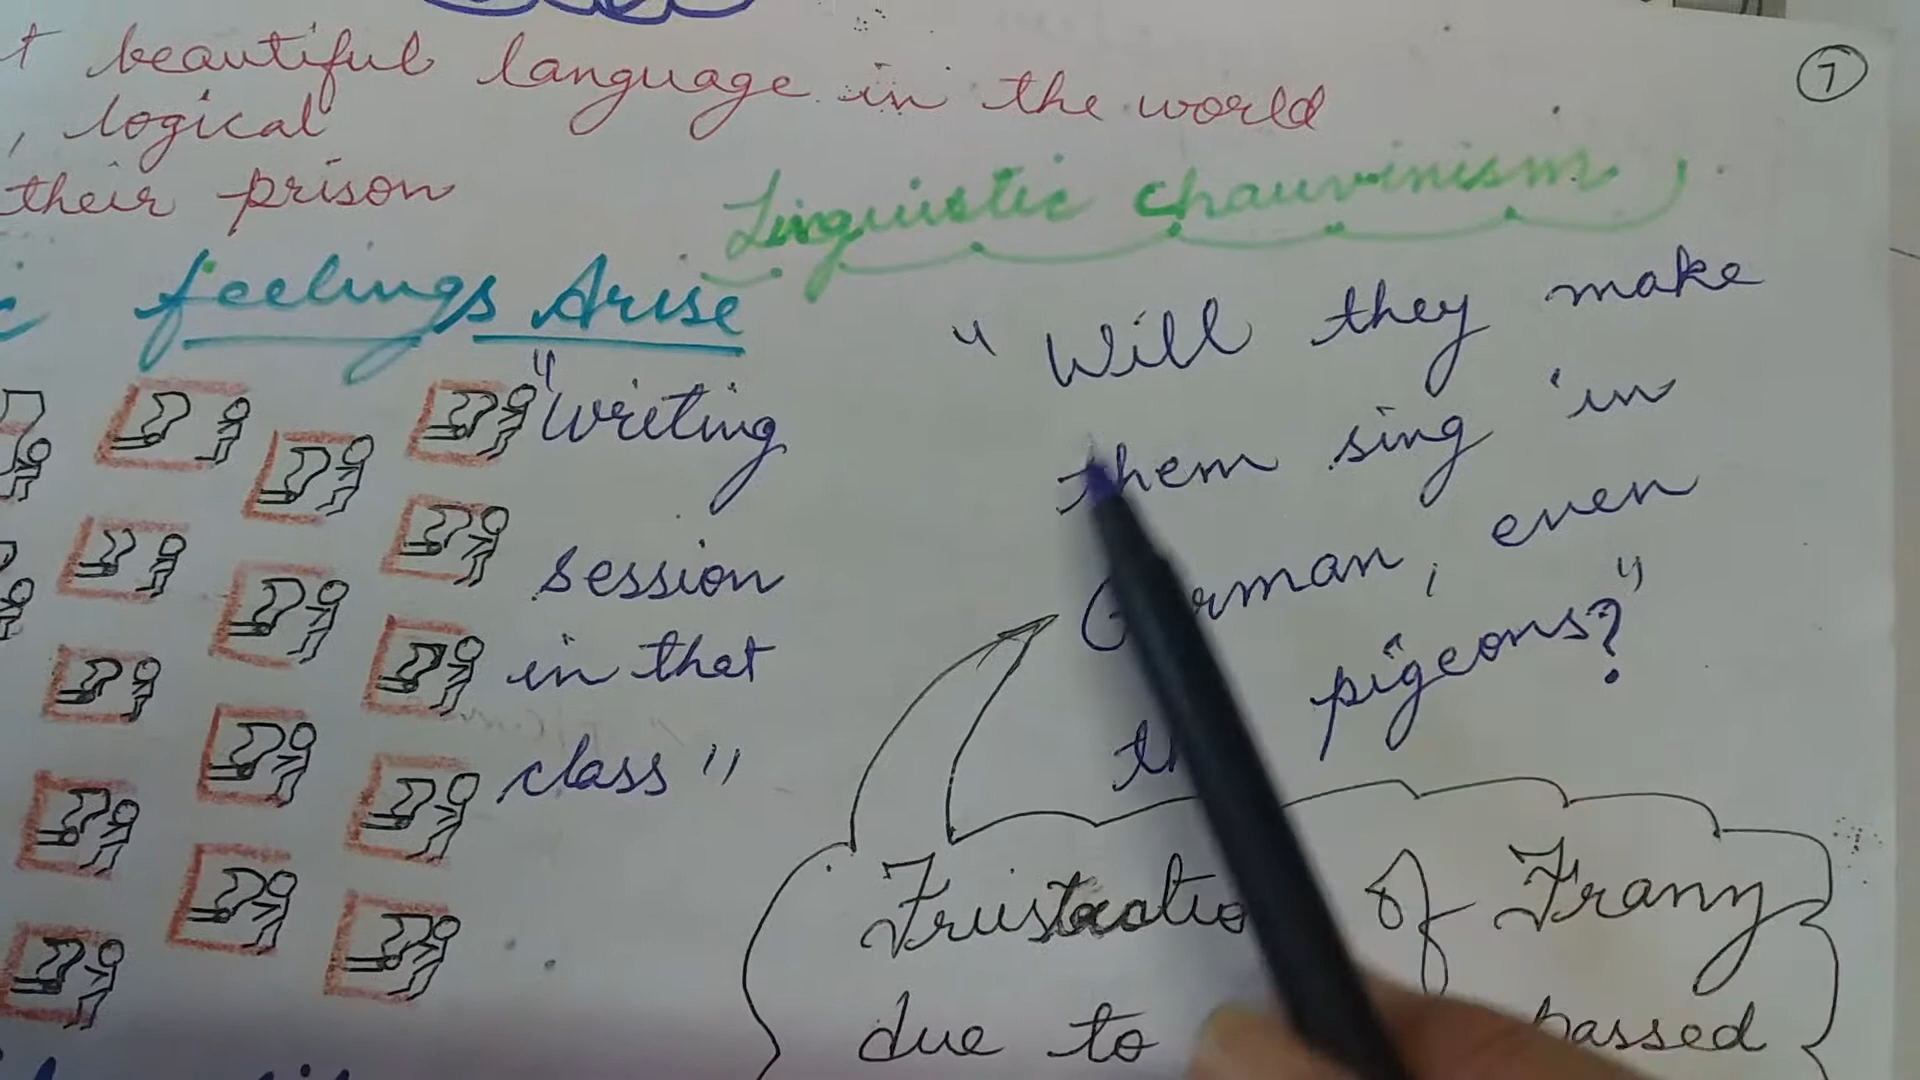 t beautiful language in the world
7
, logical
their prison
Linguistic Chauvinism
feelings Arise
"writing
session
in that
class"
"Will they make
them sing in
German, even
pigeons?"
of Frany
due to
passed